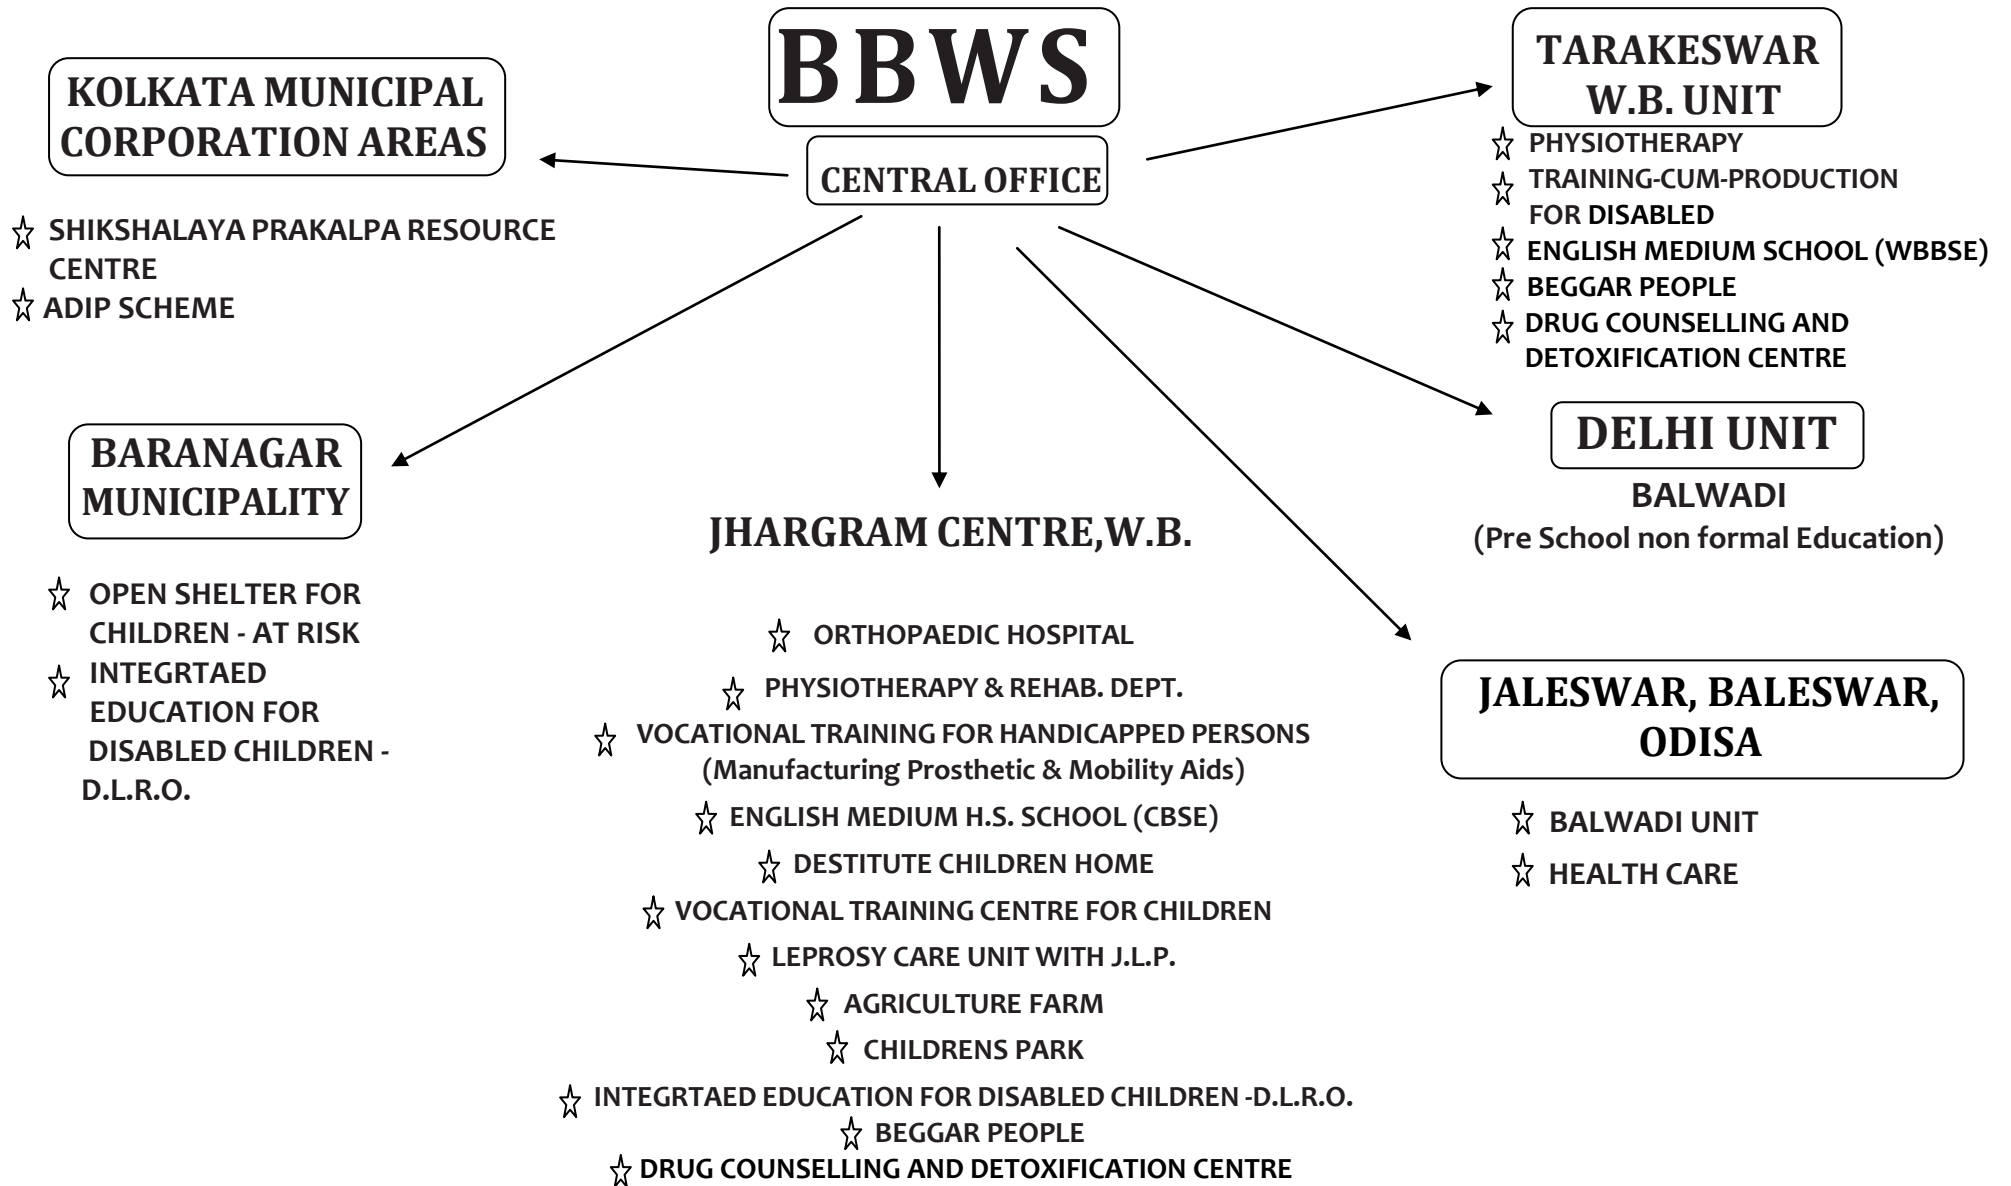 BBWS
CENTRAL OFFICE
KOLKATA MUNICIPAL
CORPORATION AREAS
SHIKSHALAYA PRAKALPA RESOURCE
CENTRE
ADIP SCHEME
TARAKESWAR
W.B. UNIT
PHYSIOTHERAPY
TRAINING-CUM-PRODUCTION
FOR DISABLED
ENGLISH MEDIUM SCHOOL (WBBSE)
BEGGAR PEOPLE
DRUG COUNSELLING AND
DETOXIFICATION CENTRE
BARANAGAR
MUNICIPALITY
OPEN SHELTER FOR
CHILDREN - AT RISK
INTEGRTAED
EDUCATION FOR
DISABLED CHILDREN -
D.L.R.O.
JHARGRAM CENTRE,W.B.
ORTHOPAEDIC HOSPITAL
PHYSIOTHERAPY & REHAB. DEPT.
VOCATIONAL TRAINING FOR HANDICAPPED PERSONS
(Manufacturing Prosthetic & Mobility Aids)
ENGLISH MEDIUM H.S. SCHOOL (CBSE)
DESTITUTE CHILDREN HOME
VOCATIONAL TRAINING CENTRE FOR CHILDREN
LEPROSY CARE UNIT WITH J.L.P.
AGRICULTURE FARM
CHILDRENS PARK
INTEGRTAED EDUCATION FOR DISABLED CHILDREN -D.L.R.O.
BEGGAR PEOPLE
DRUG COUNSELLING AND DETOXIFICATION CENTRE
DELHI UNIT
BALWADI
(Pre School non formal Education)
JALESWAR, BALESWAR,
ODISA
BALWADI UNIT
HEALTH CARE